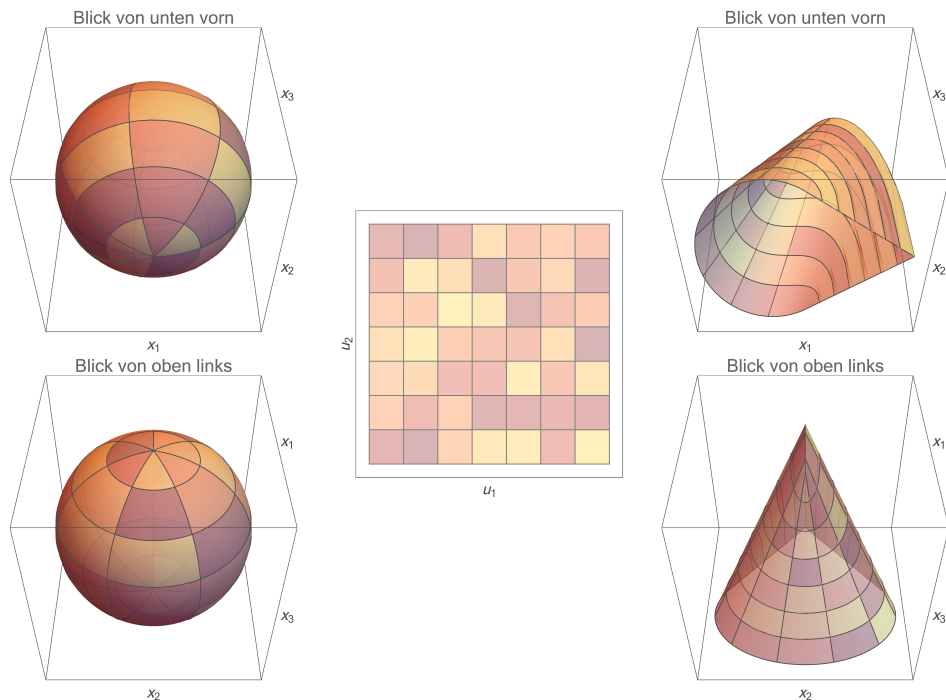 Blick von unten vorn
x3
x2
x1
Blick von oben links
x1
x3
x2
u2
u1
Blick von unten vorn
x3
x2
x1
Blick von oben links
x1
x3
x2